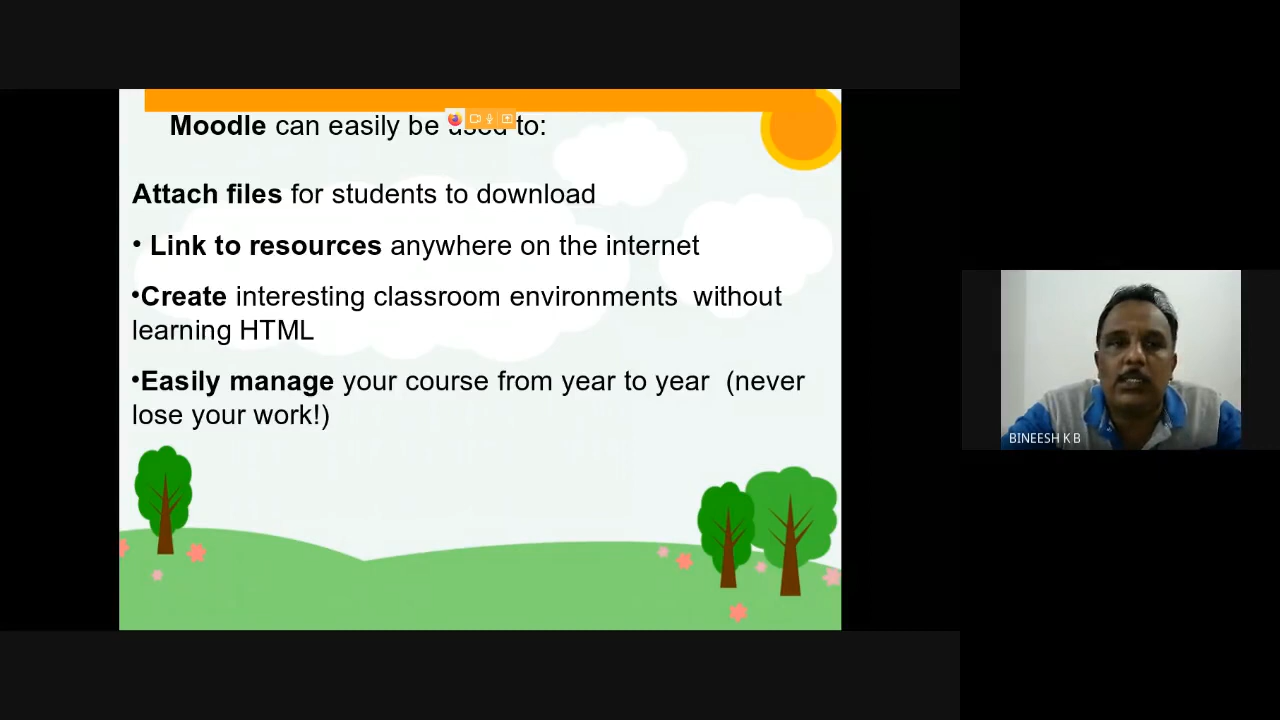 Moodle can easily be used to:
Attach files for students to download
• Link to resources anywhere on the internet
•Create interesting classroom environments  without
learning HTML
•Easily manage your course from year to year  (never
lose your work!)
BINEESH K B